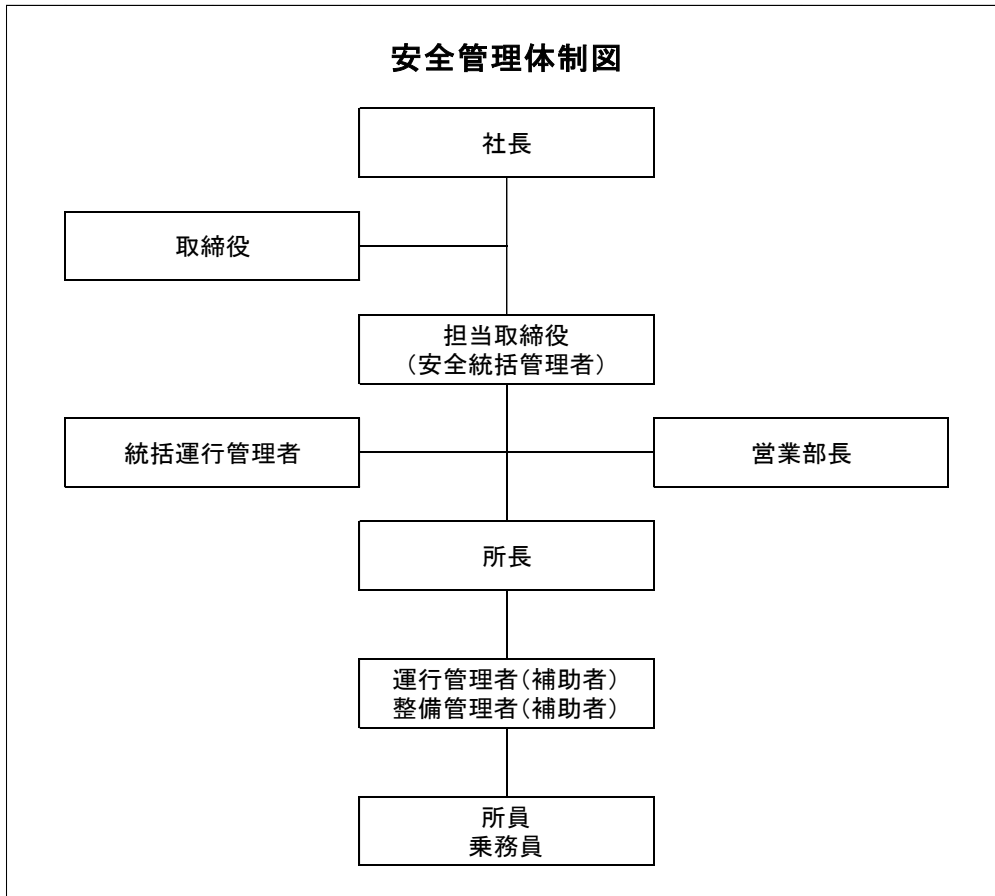 安全管理体制図
社長
取締役
担当取締役
（安全統括管理者）
統括運行管理者
営業部長
所長
運行管理者（補助者）
整備管理者（補助者）
所員
乗務員